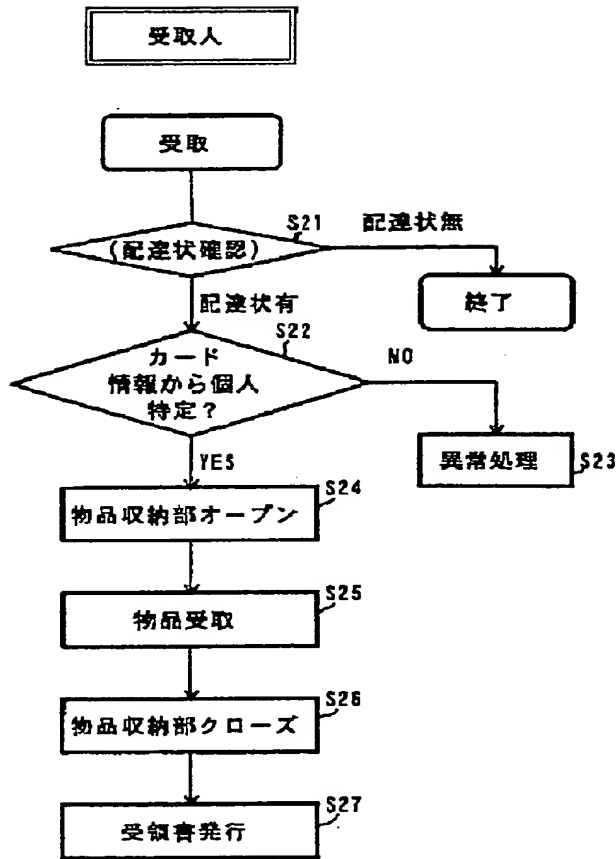 受取人
受取
S21
(配達状確認)
配達状無
終了
配達状有
S22
カード
情報から個人
特定?
NO
異常処理
S23
YES
S24
物品収納部オープン
S25
物品受取
S26
物品収納部クローズ
S27
受領書発行